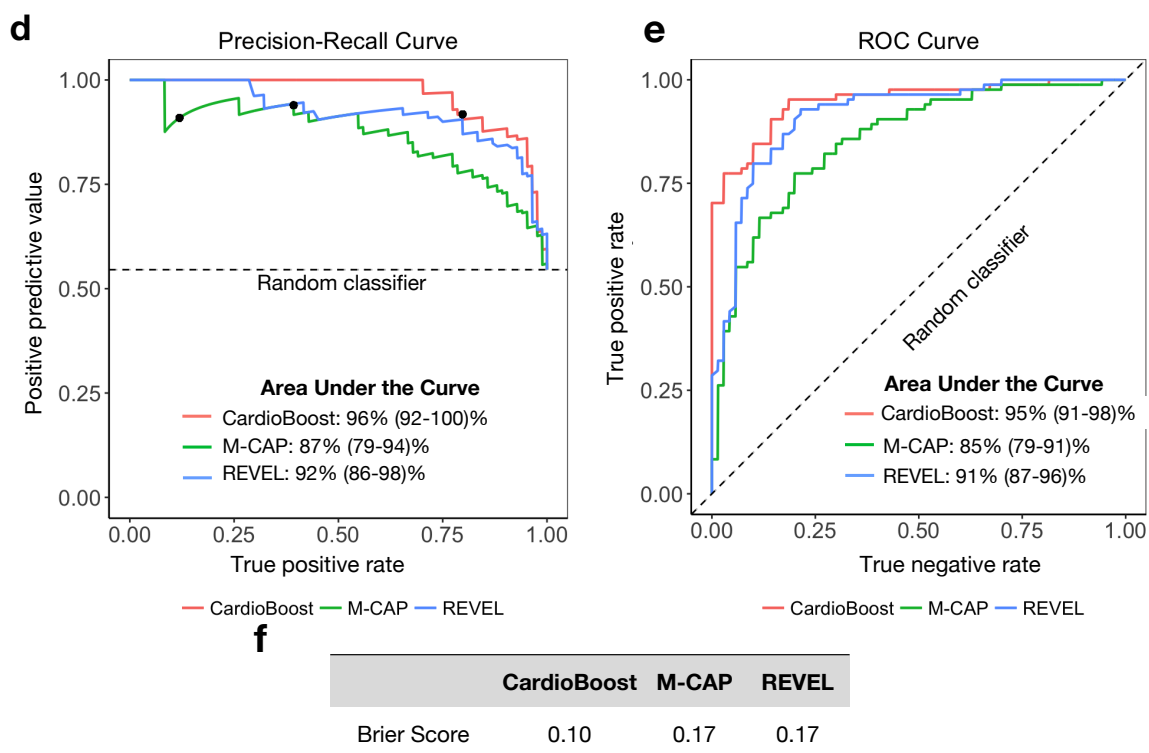 d
Precision-Recall Curve
Positive predictive value
1.00
0.75
0.50
0.25
0.00
Random classifier
Area Under the Curve
CardioBoost: 96% (92-100)%
M-CAP: 87% (79-94)%
REVEL: 92% (86-98)%
0.00 0.25 0.50 0.75 1.00
True positive rate
CardioBoost M-CAP REVEL
e
ROC Curve
True positive rate
1.00
0.75
0.50
0.25
0.00
Random classifier
Area Under the Curve
CardioBoost: 95% (91-98)%
M-CAP: 85% (79-91)%
REVEL: 91% (87-96)%
0.00 0.25 0.50 0.75 1.00
True negative rate
CardioBoost M-CAP REVEL
f
CardioBoost M-CAP REVEL
Brier Score 0.10 0.17 0.17